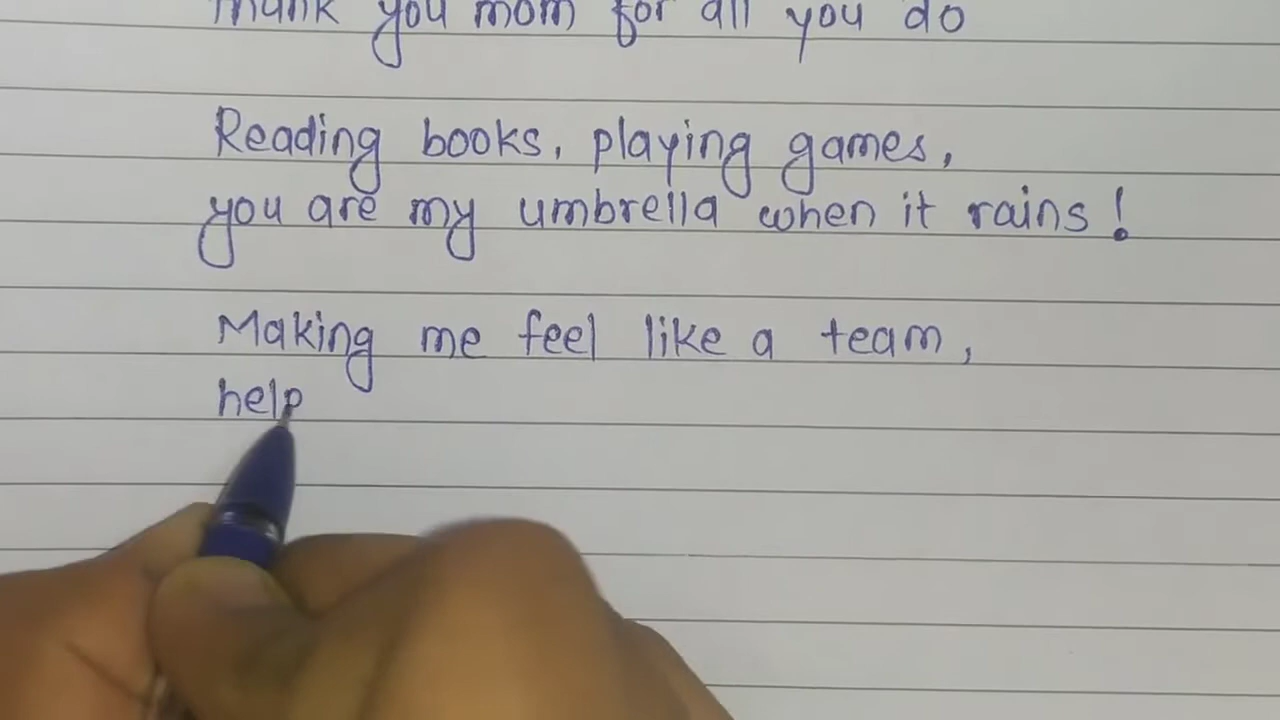 Thank you mom for all you do
Reading books, playing games,
you are my umbrella when it rains!
Making me feel like a team,
help